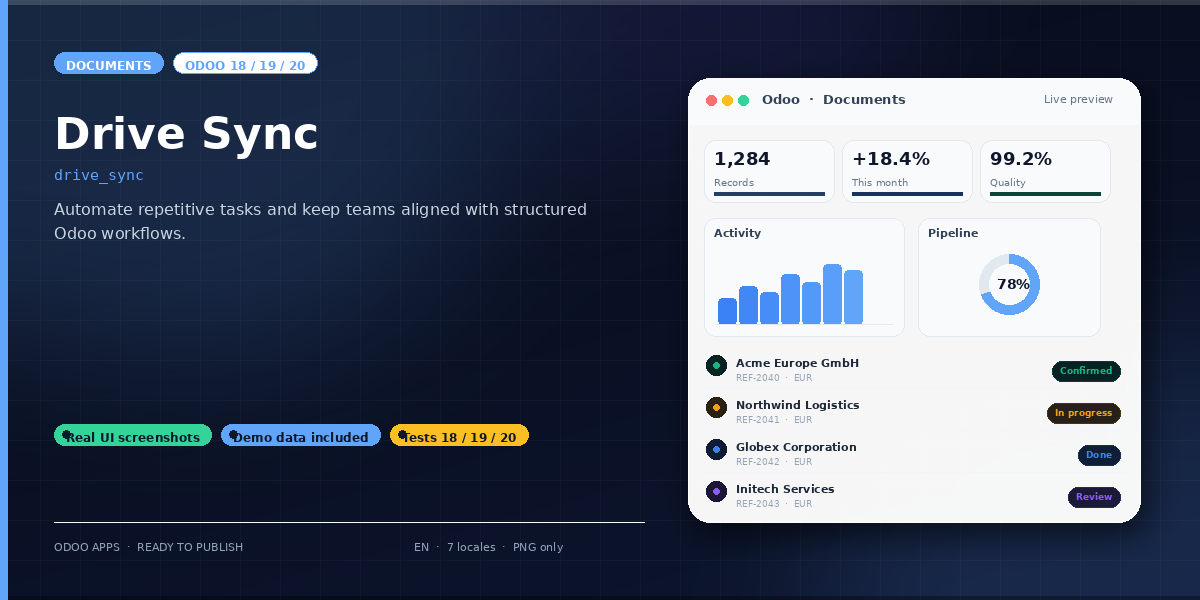 DOCUMENTS
ODOO 18 / 19 / 20
Drive Sync
drive_sync
Automate repetitive tasks and keep teams aligned with structured
Odoo workflows.
Real UI screenshots
Demo data included
Tests 18 / 19 / 20
ODOO APPS · READY TO PUBLISH
EN · 7 locales · PNG only
Odoo · Documents
Live preview
1,284
Records
+18.4%
This month
99.2%
Quality
Activity
Pipeline
78%
Acme Europe GmbH
REF-2040 · EUR
Confirmed
Northwind Logistics
REF-2041 · EUR
In progress
Globex Corporation
REF-2042 · EUR
Done
Initech Services
REF-2043 · EUR
Review